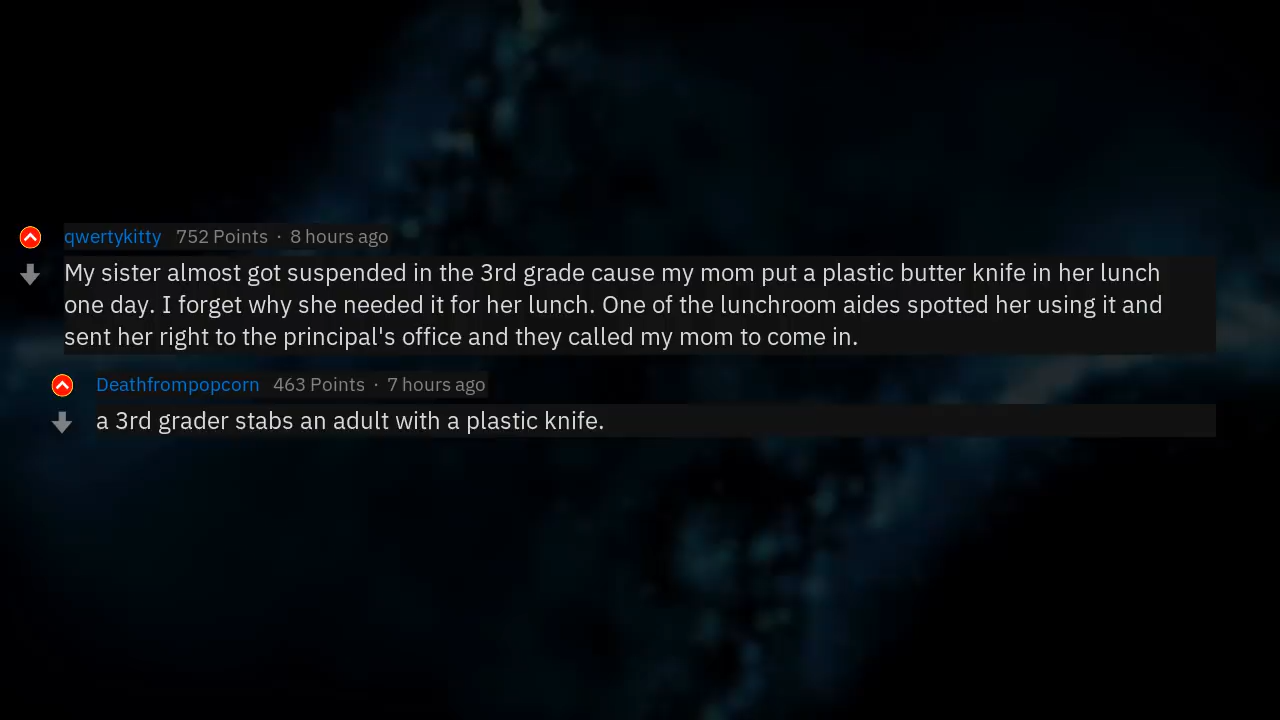 qwertykitty 752 Points · 8 hours ago
My sister almost got suspended in the 3rd grade cause my mom put a plastic butter knife in her lunch
one day. I forget why she needed it for her lunch. One of the lunchroom aides spotted her using it and
sent her right to the principal's office and they called my mom to come in.
Deathfrompopcorn 463 Points · 7 hours ago
a 3rd grader stabs an adult with a plastic knife.